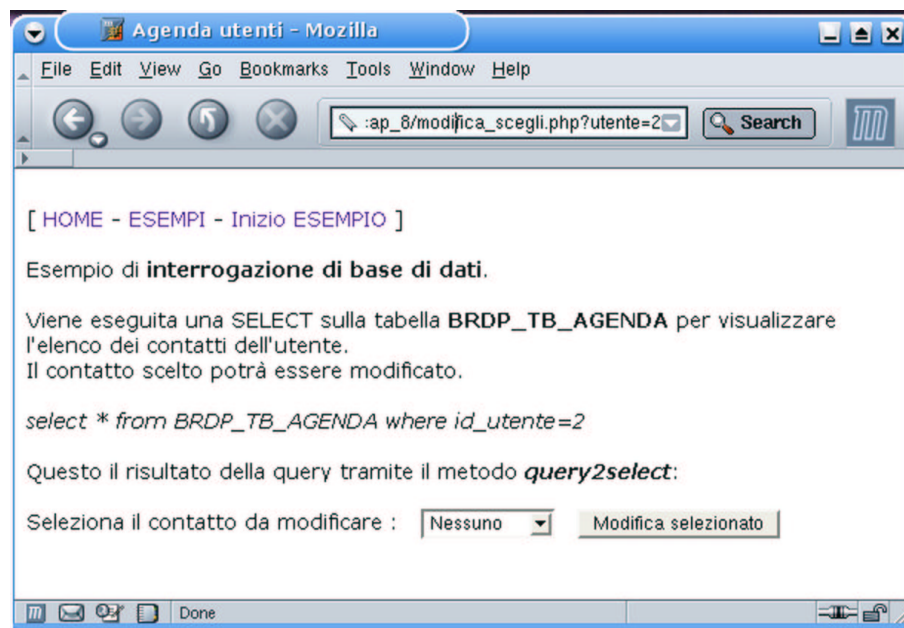 Agenda utenti - Mozilla
File Edit View Go Bookmarks Tools Window Help
:ap_8/modifica_scegli.php?utente=2 Search
[ HOME - ESEMPI - Inizio ESEMPIO ]
Esempio di interrogazione di base di dati.
Viene eseguita una SELECT sulla tabella BRDP_TB_AGENDA per visualizzare
l'elenco dei contatti dell'utente.
Il contatto scelto potrà essere modificato.
select * from BRDP_TB_AGENDA where id_utente=2
Questo il risultato della query tramite il metodo query2select:
Seleziona il contatto da modificare : Nessuno Modifica selezionato
Done